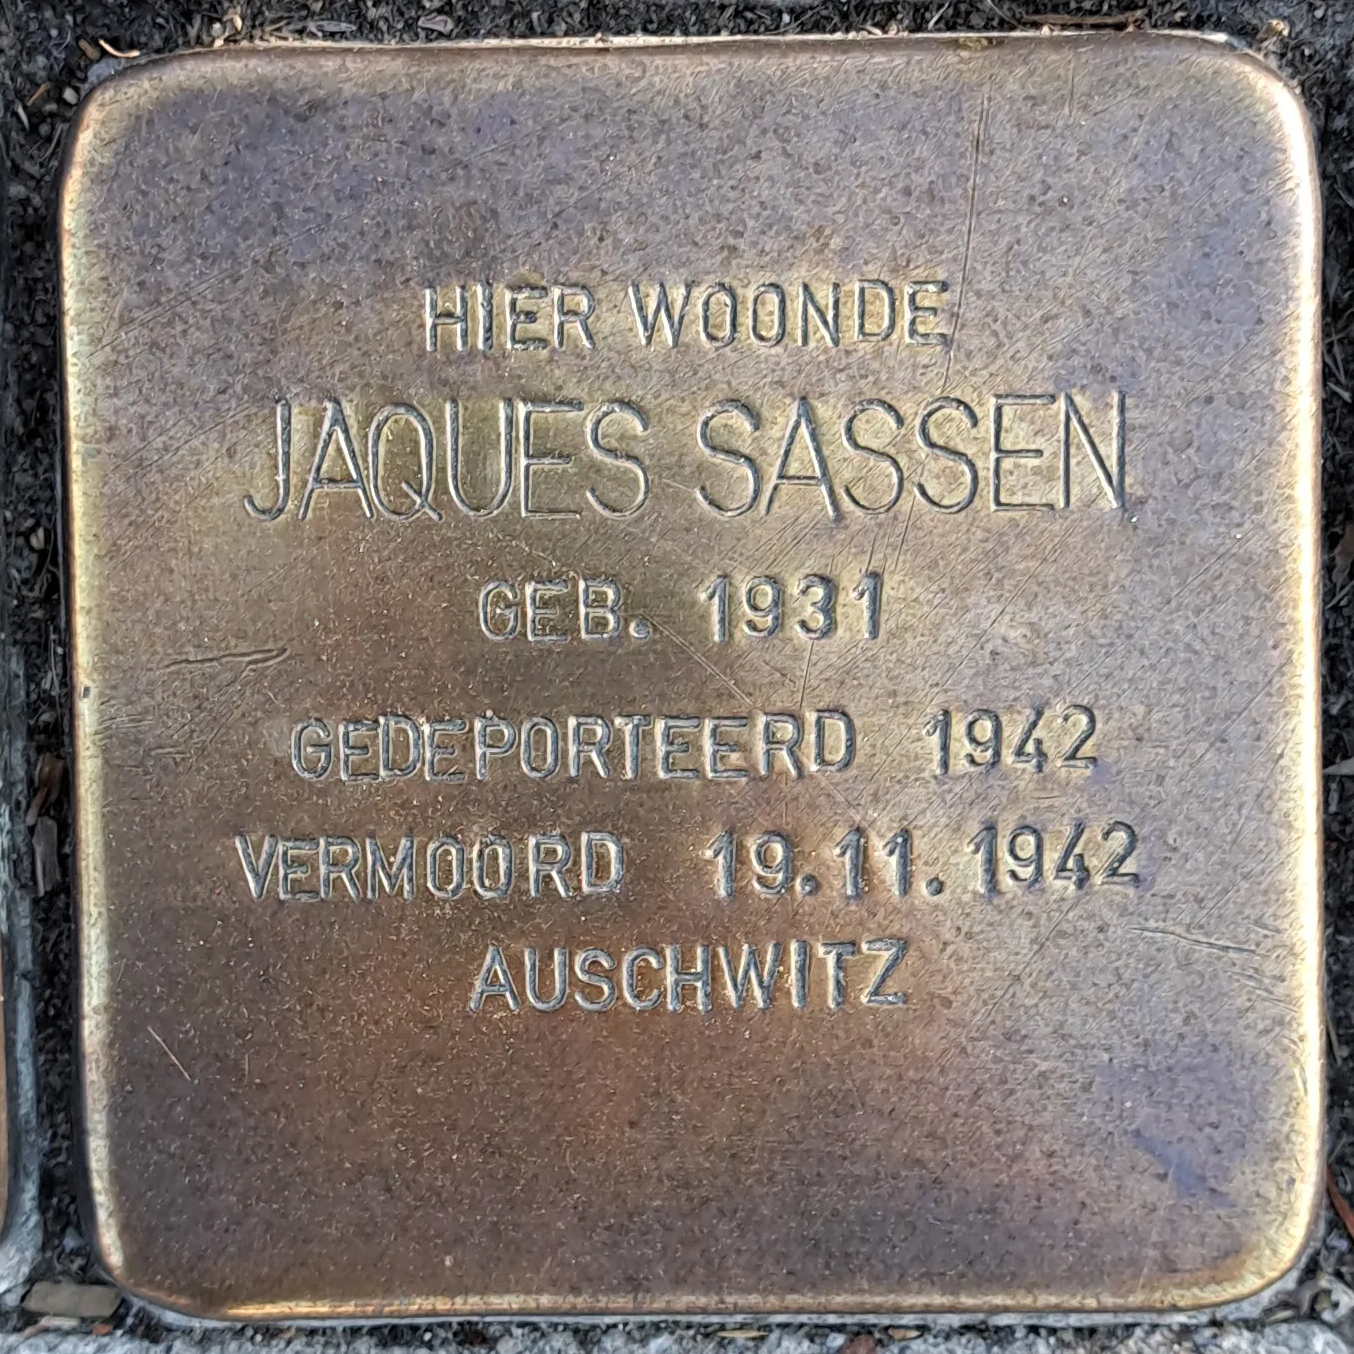 HIER WOONDE
JAQUES SASSEN
GEB. 1931
GEDEPORTEERD 1942
VERMOORD 19.11.1942
AUSCHWITZ